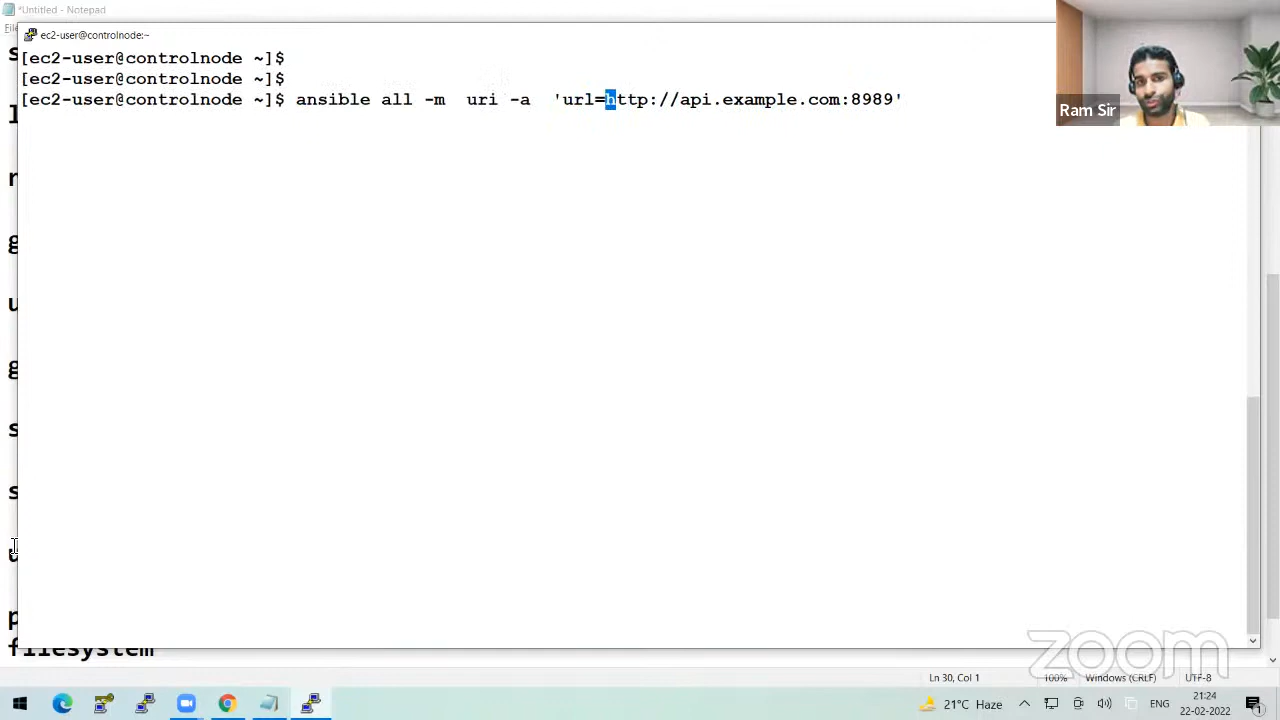 *Untitled - Notepad
File
ec2-user@controlnode:~
[ec2-user@controlnode ~]$
[ec2-user@controlnode ~]$
[ec2-user@controlnode ~]$ ansible all -m  uri -a  'url=http://api.example.com:8989'
Ram Sir
s
l
r
g
u
g
s
s
u
p
filesystem
zoom
Ln 30, Col 1
100%
Windows (CRLF)
UTF-8
21°C Haze
ENG
21:24
22-02-2022
1